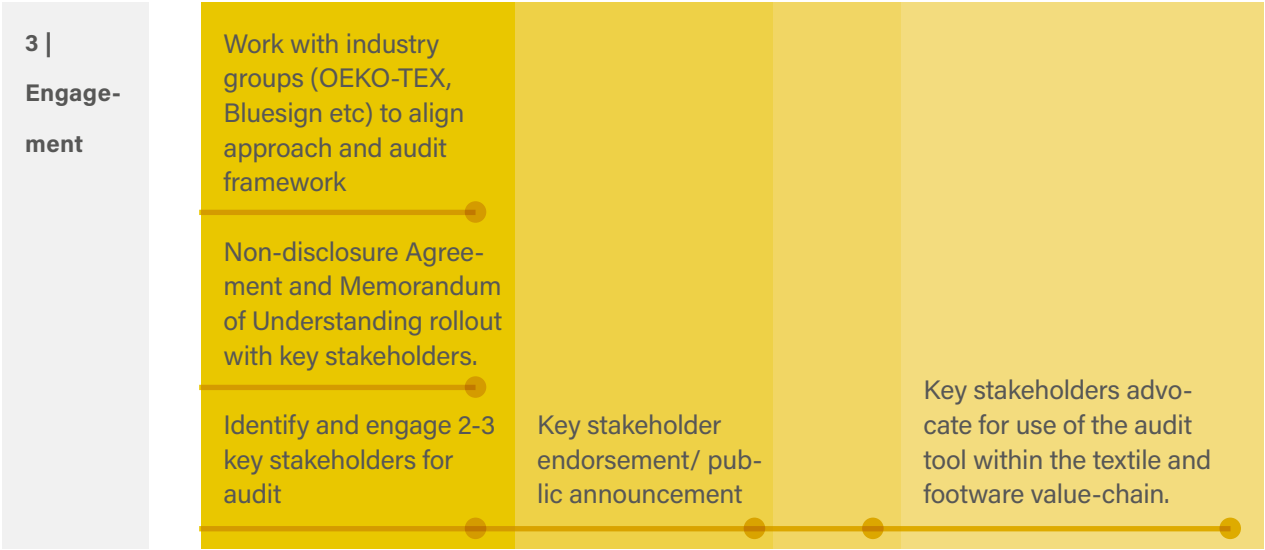 3 |
Engage-
ment
Work with industry
groups (OEKO-TEX,
Bluesign etc) to align
approach and audit
framework
Non-disclosure Agree-
ment and Memorandum
of Understanding rollout
with key stakeholders.
Identify and engage 2-3
key stakeholders for
audit
Key stakeholder
endorsement/ pub-
lic announcement
Key stakeholders advo-
cate for use of the audit
tool within the textile and
footware value-chain.